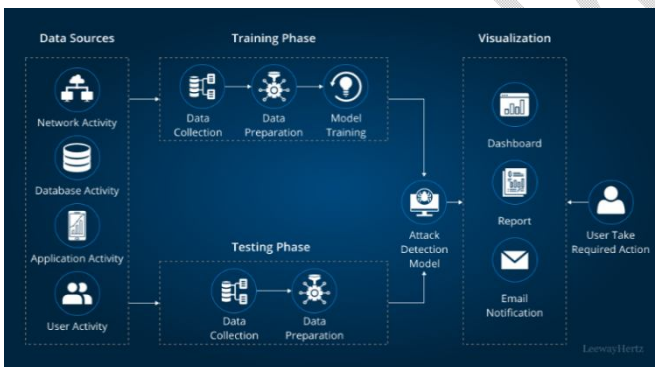 Data Sources
Training Phase
Visualization
Network Activity
Database Activity
Application Activity
User Activity
Data
Collection
Data
Preparation
Model
Training
Testing Phase
Data
Collection
Data
Preparation
Attack
Detection
Model
Dashboard
Report
Email
Notification
User Take
Required Action
LeewayHertz